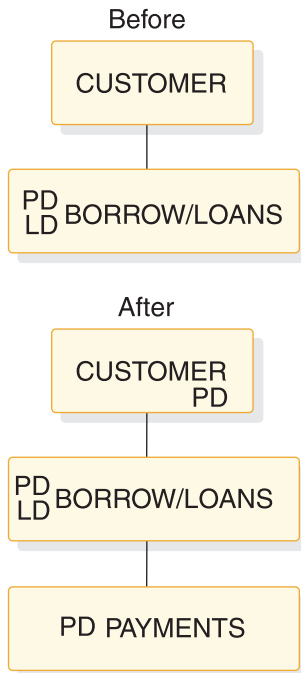 Before
CUSTOMER
PD
LD BORROW/LOANS
After
CUSTOMER
PD
PD
LD BORROW/LOANS
PD PAYMENTS